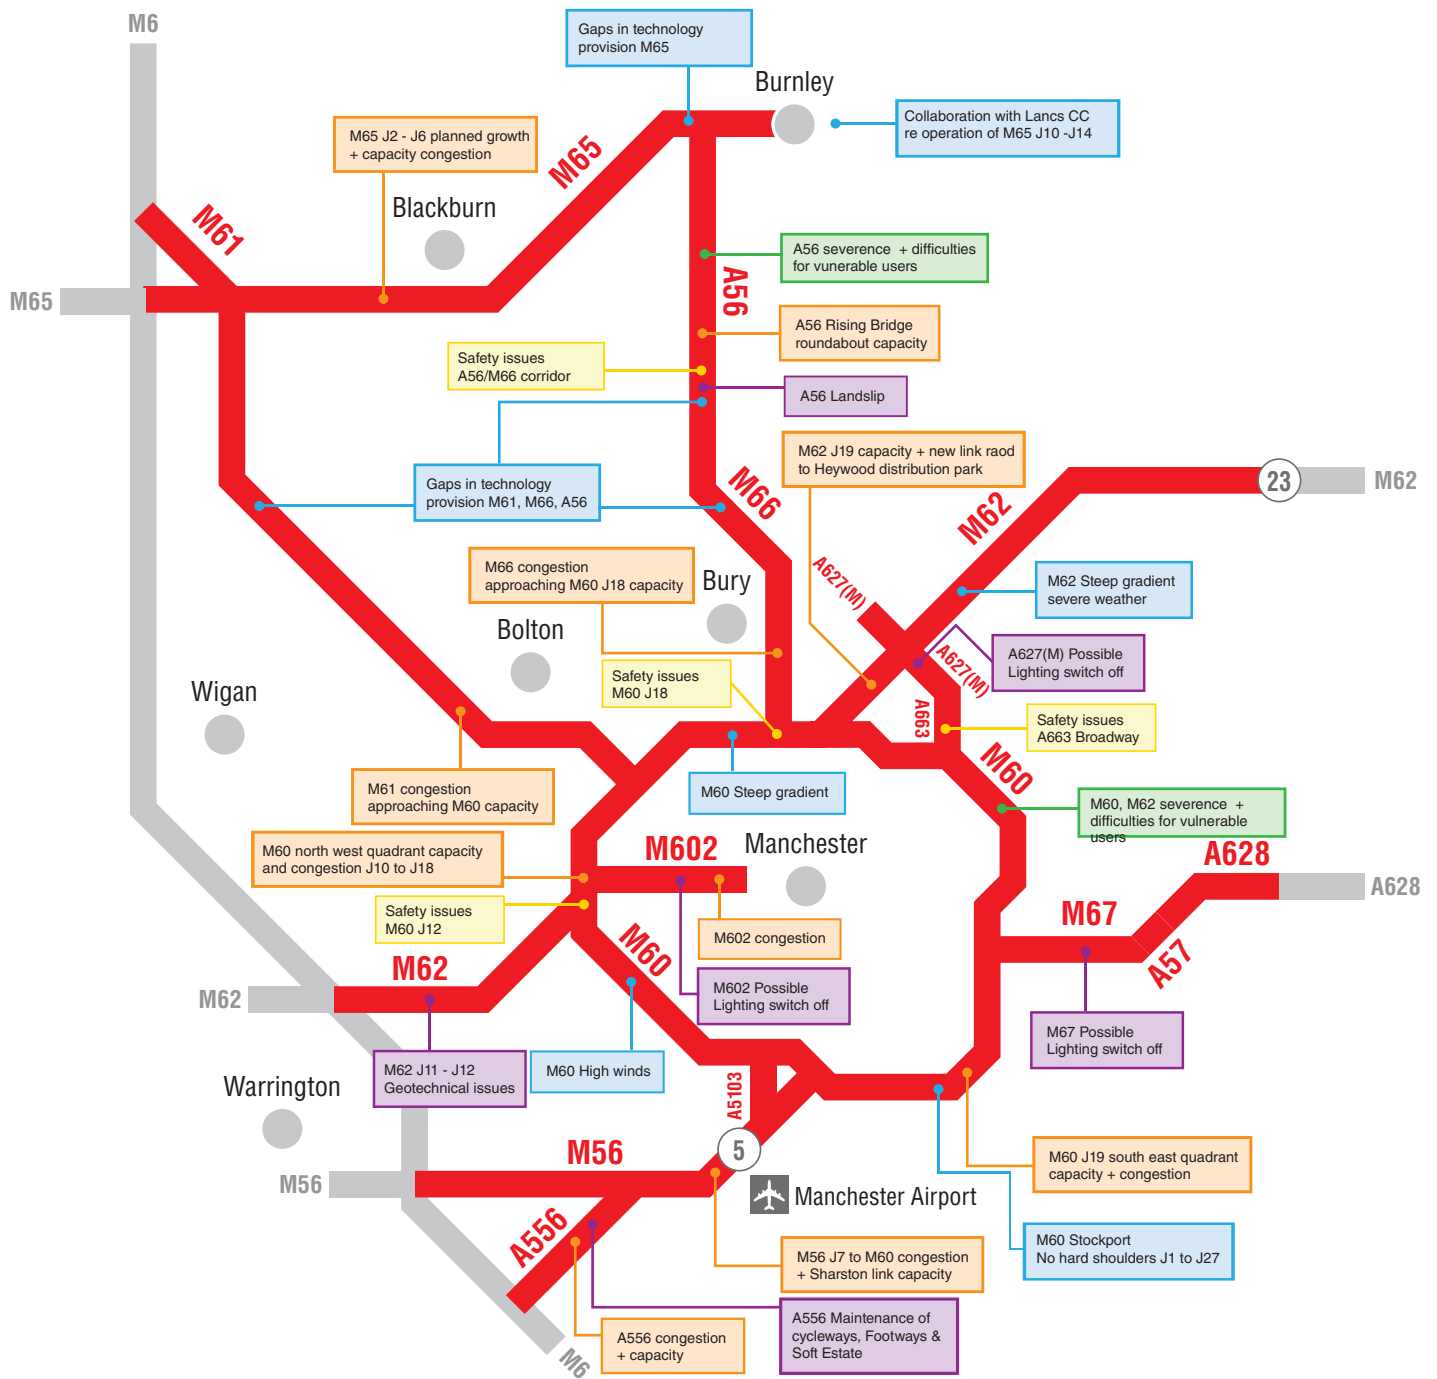 M6
Gaps in technology
provision M65
Burnley
Collaboration with Lancs CC
re operation of M65 J10 -J14
M65 J2 - J6 planned growth
+ capacity congestion
M65
Blackburn
M61
A56 severence + difficulties
for vunerable users
A56
M65
A56 Rising Bridge
roundabout capacity
Safety issues
A56/M66 corridor
A56 Landslip
M62 J19 capacity + new link raod
to Heywood distribution park
Gaps in technology
provision M61, M66, A56
M66
M62
23
M62
M66 congestion
approaching M60 J18 capacity
Bury
A627(M)
M62 Steep gradient
severe weather
Bolton
A627(M) Possible
Lighting switch off
A627(M)
Safety issues
M60 J18
Wigan
A663
Safety issues
A663 Broadway
M61 congestion
approaching M60 capacity
M60 Steep gradient
M60
M60, M62 severence +
difficulties for vulnerable
users
M60 north west quadrant capacity
and congestion J10 to J18
M602
Manchester
A628
A628
Safety issues
M60 J12
M602 congestion
M67
A57
M60
M62
M62
M602 Possible
Lighting switch off
M67 Possible
Lighting switch off
M62 J11 - J12
Geotechnical issues
M60 High winds
Warrington
A5103
5
M56
M56
M60 J19 south east quadrant
capacity + congestion
Manchester Airport
A556
M60 Stockport
No hard shoulders J1 to J27
M56 J7 to M60 congestion
+ Sharston link capacity
A556 Maintenance of
cycleways, Footways &
Soft Estate
A556 congestion
+ capacity
M6